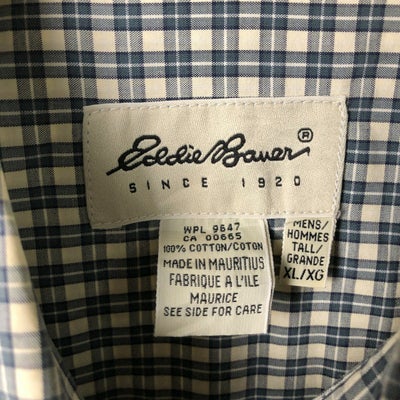 Eddie Bauer®
SINCE 1920
WPL 9647
CA 00665
100% COTTON/COTON
MADE IN MAURITIUS
FABRIQUE A L'ILE
MAURICE
SEE SIDE FOR CARE
MENS/
HOMMES
TALL/
GRANDE
XL/XG